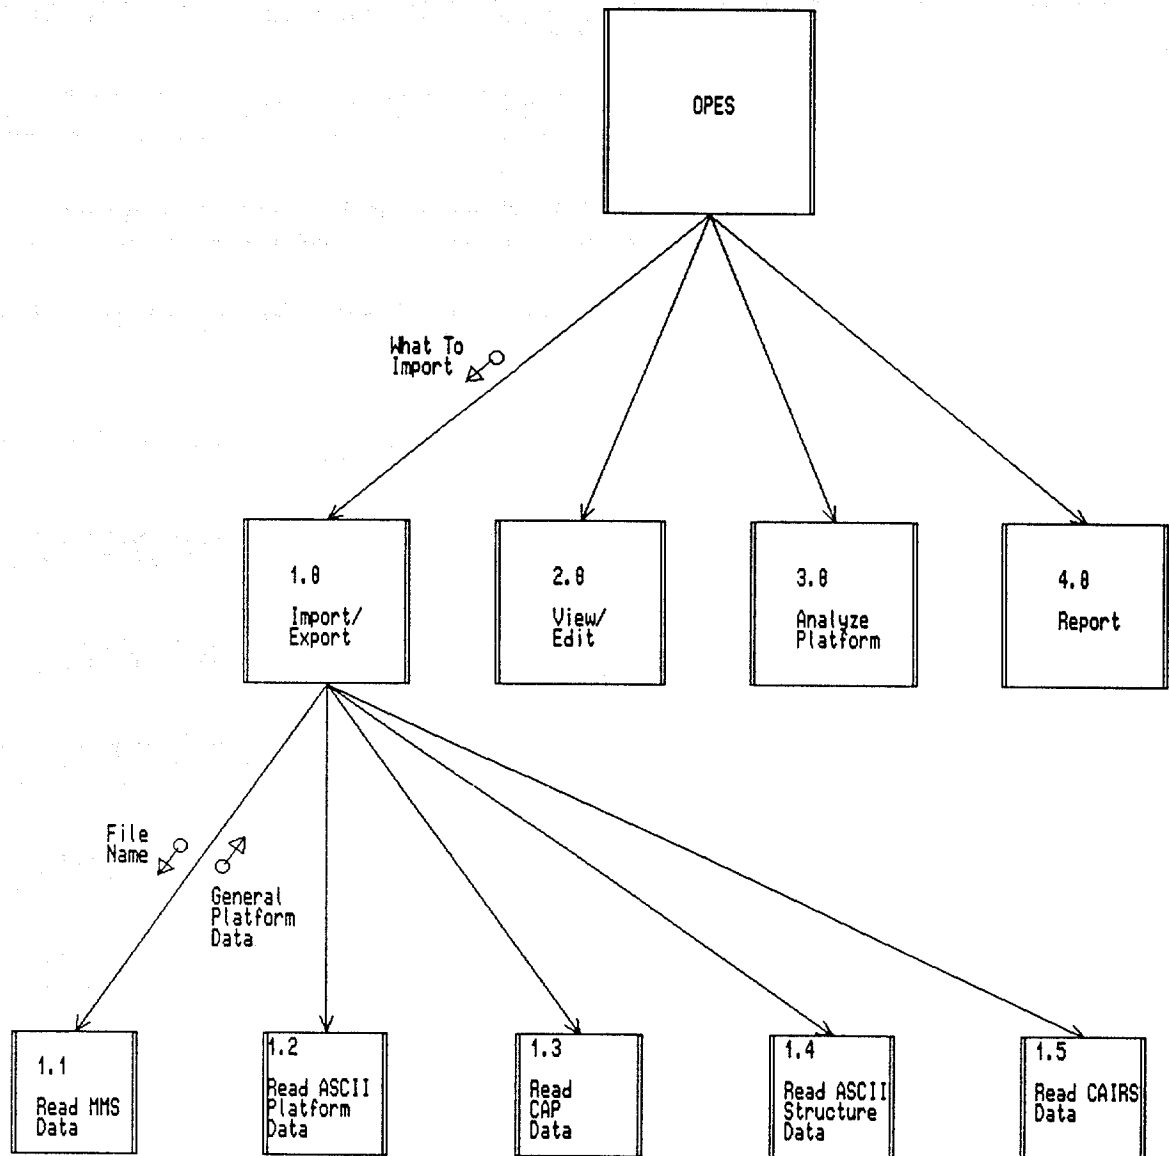 OPES
What To
Import
1.0
Import/
Export
2.0
View/
Edit
3.0
Analyze
Platform
4.0
Report
File
Name
General
Platform
Data
1.1
Read MMS
Data
1.2
Read ASCII
Platform
Data
1.3
Read
CAP
Data
1.4
Read ASCII
Structure
Data
1.5
Read CAIRS
Data